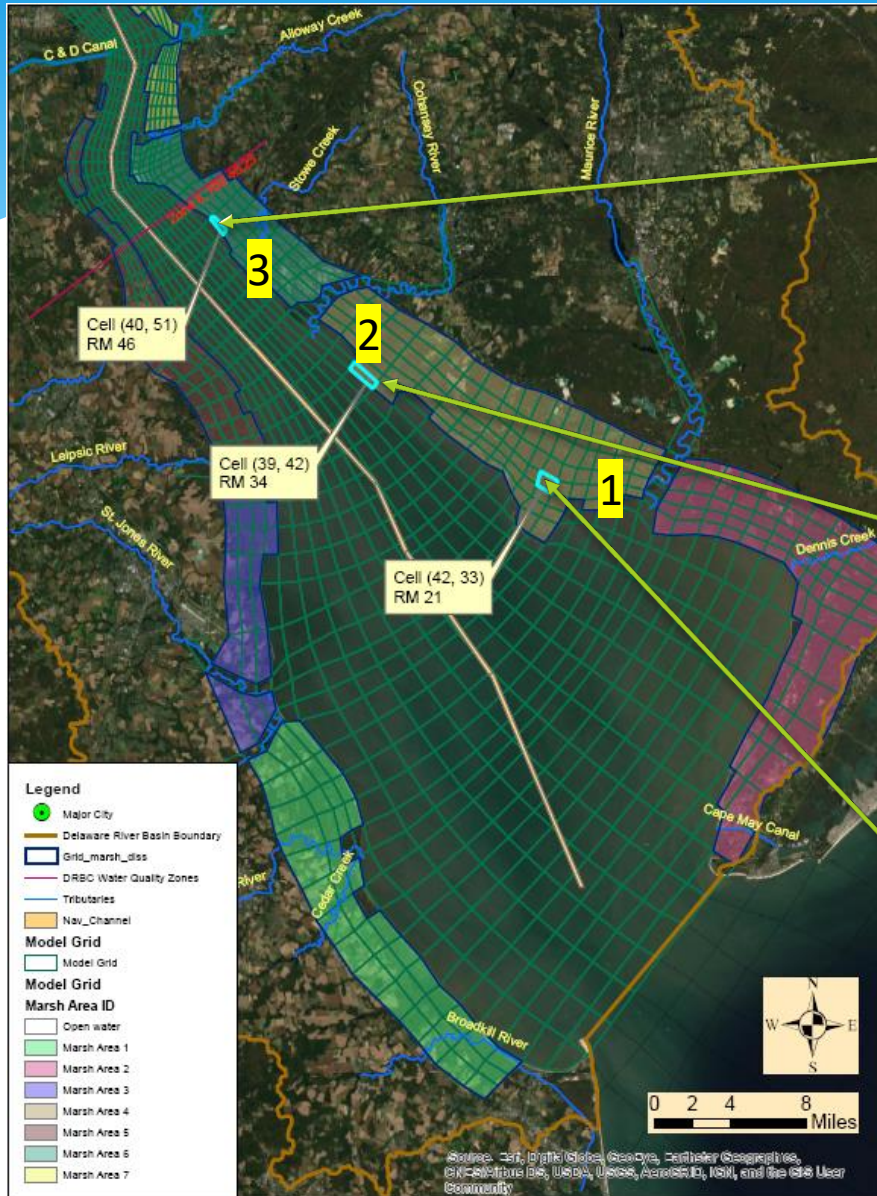 C & D Canal
Alloway Creek
Cohansey River
Maurice River
Stowe Creek
3
Cell (40, 51)
RM 46
2
Leipsic River
Cell (39, 42)
RM 34
1
St. Jones River
Dennis Creek
Cell (42, 33)
RM 21
Cape May Canal
River
Cedar Creek
Broadkill River
Legend
Major City
Delaware River Basin Boundary
Grid_marsh_diss
DRBC Water Quality Zones
Tributaries
Nav_Channel
Model Grid
Model Grid
Model Grid
Marsh Area ID
Open water
Marsh Area 1
Marsh Area 2
Marsh Area 3
Marsh Area 4
Marsh Area 5
Marsh Area 6
Marsh Area 7
N
W E
S
0 2 4 8
Miles
Source: Esri, Digital Globe, GeoEye, Earthstar Geographics,
CNES/Airbus DS, USDA, USGS, AeroGRID, IGN, and the GIS User
Community